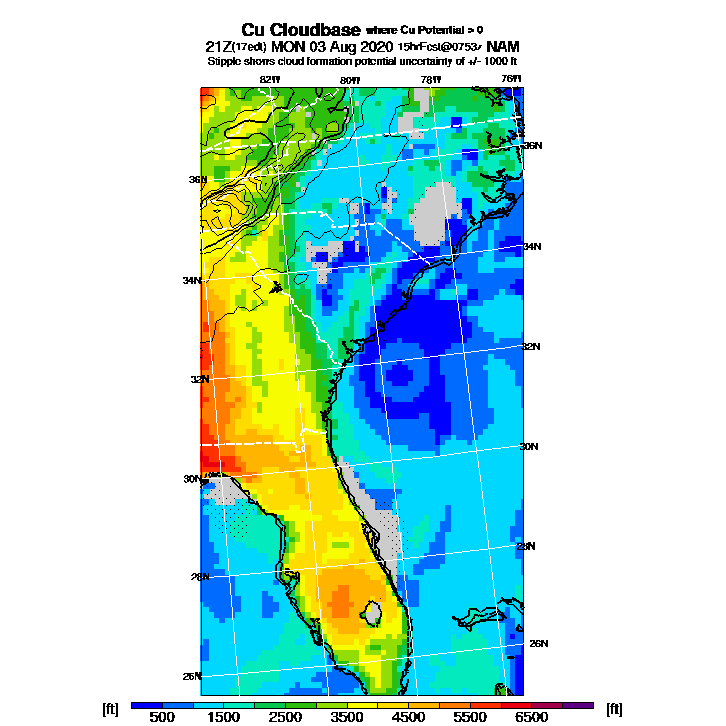 Cu Cloudbase where Cu Potential > 0
21Z(17edt) MON 03 Aug 2020 15hrFcst@0753z NAM
Stipple shows cloud formation potential uncertainty of +/- 1000 ft
82W 80W 78W 76W
36N
36N
34N
34N
32N
32N
30N
30N
28N
28N
26N
26N
[ft] 500 1500 2500 3500 4500 5500 6500 [ft]